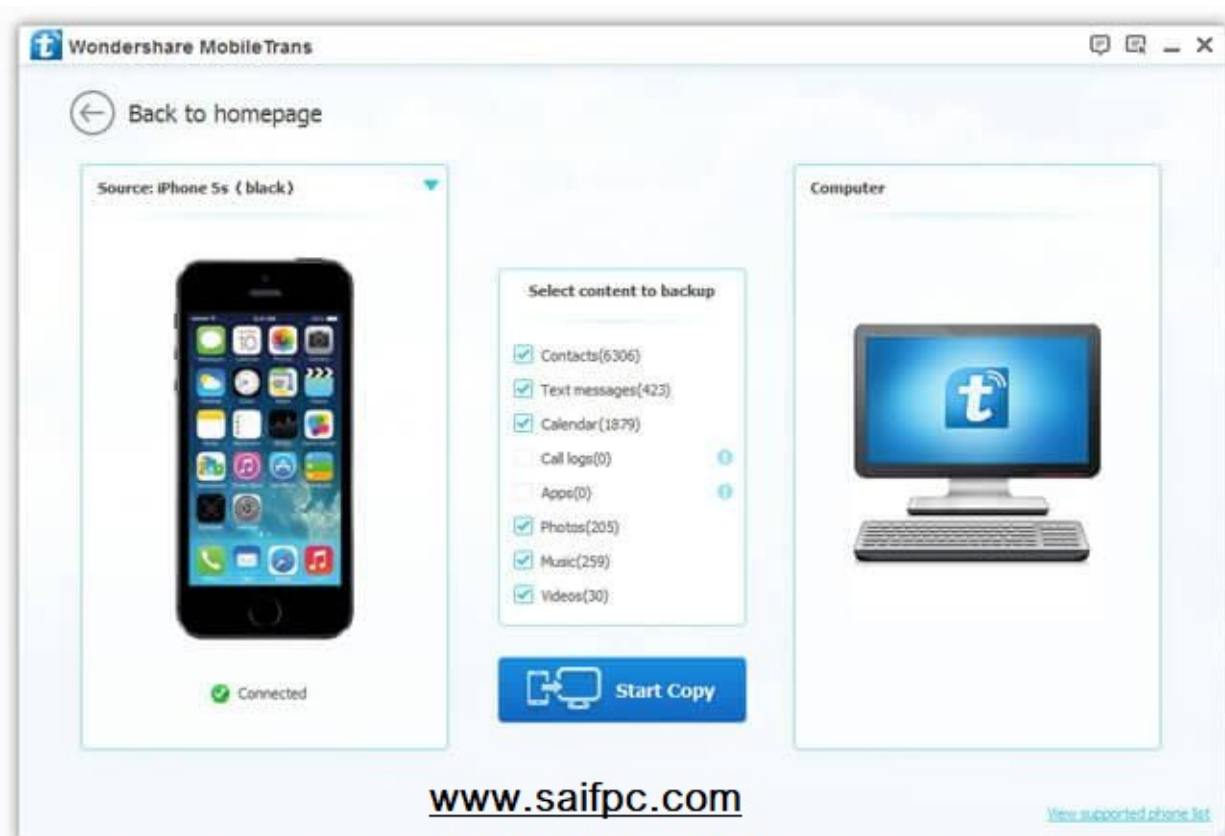 Wondershare MobileTrans
Back to homepage
Source: iPhone 5s ( black )
Connected
Select content to backup
Contacts(6306)
Text messages(423)
Calendar(1879)
Call logs(0)
Apps(0)
Photos(205)
Music(259)
Videos(30)
Start Copy
Computer
www.saifpc.com
View supported phone list